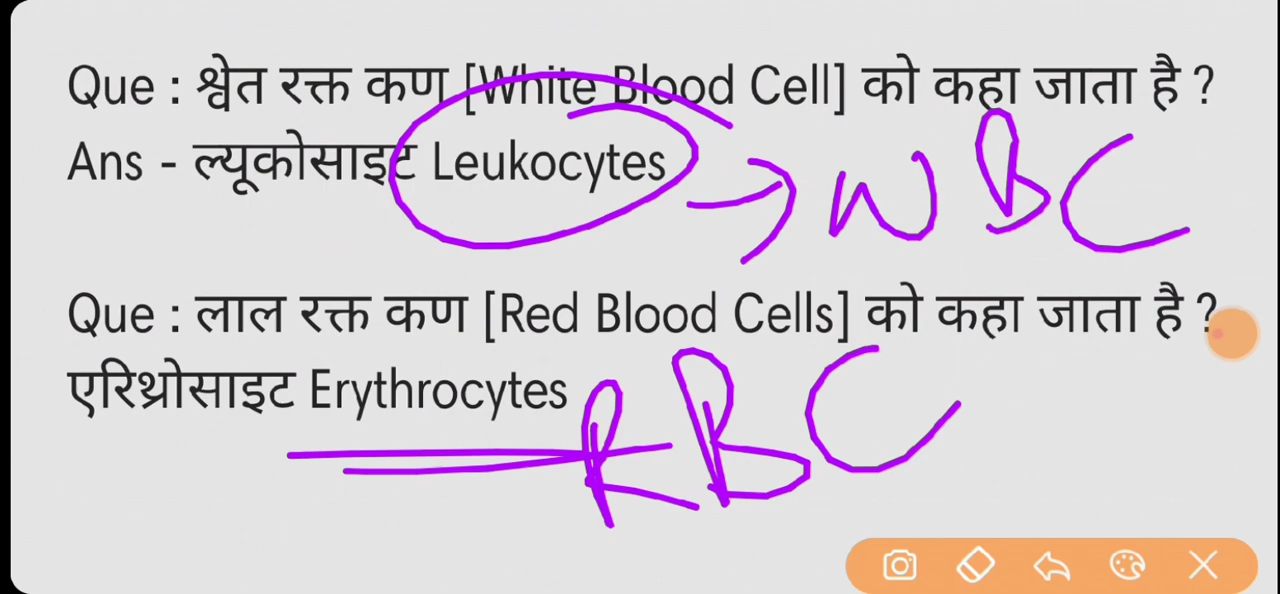 Que : श्वेत रक्त कण [White Blood Cell] को कहा जाता है ?
Ans - ल्यूकोसाइट Leukocytes
WBC
Que : लाल रक्त कण [Red Blood Cells] को कहा जाता है ?
एरिथ्रोसाइट Erythrocytes
RBC